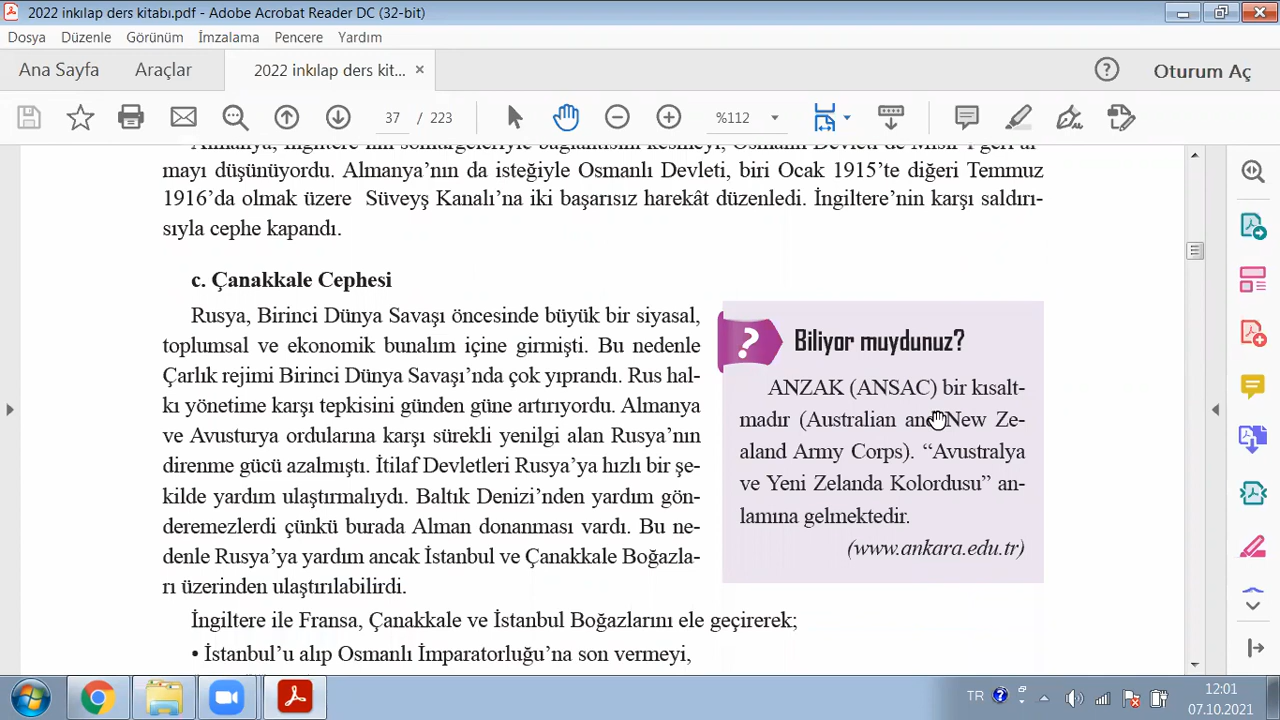 2022 inkılap ders kitabı.pdf - Adobe Acrobat Reader DC (32-bit)
Dosya Düzenle Görünüm İmzalama Pencere Yardım
Ana Sayfa Araçlar 2022 inkılap ders kit... × Oturum Aç
37 / 223 %112
Almanya, İngiltere'nin sömürgeleriyle bağlantısını kesmeyi, Osmanlı Devleti de Mısır'ı geri al-
mayı düşünüyordu. Almanya’nın da isteğiyle Osmanlı Devleti, biri Ocak 1915’te diğeri Temmuz
1916’da olmak üzere Süveyş Kanalı’na iki başarısız harekât düzenledi. İngiltere’nin karşı saldırı-
sıyla cephe kapandı.
c. Çanakkale Cephesi
Rusya, Birinci Dünya Savaşı öncesinde büyük bir siyasal,
toplumsal ve ekonomik bunalım içine girmişti. Bu nedenle
Çarlık rejimi Birinci Dünya Savaşı’nda çok yıprandı. Rus hal-
kı yönetime karşı tepkisini günden güne artırıyordu. Almanya
ve Avusturya ordularına karşı sürekli yenilgi alan Rusya’nın
direnme gücü azalmıştı. İtilaf Devletleri Rusya’ya hızlı bir şe-
kilde yardım ulaştırmalıydı. Baltık Denizi’nden yardım gön-
deremezlerdi çünkü burada Alman donanması vardı. Bu ne-
denle Rusya’ya yardım ancak İstanbul ve Çanakkale Boğazla-
rı üzerinden ulaştırılabilirdi.
? Biliyor muydunuz?
ANZAK (ANSAC) bir kısalt-
madır (Australian and New Ze-
aland Army Corps). “Avustralya
ve Yeni Zelanda Kolordusu” an-
lamına gelmektedir.
(www.ankara.edu.tr)
İngiltere ile Fransa, Çanakkale ve İstanbul Boğazlarını ele geçirerek;
• İstanbul’u alıp Osmanlı İmparatorluğu’na son vermeyi,
TR 12:01
07.10.2021